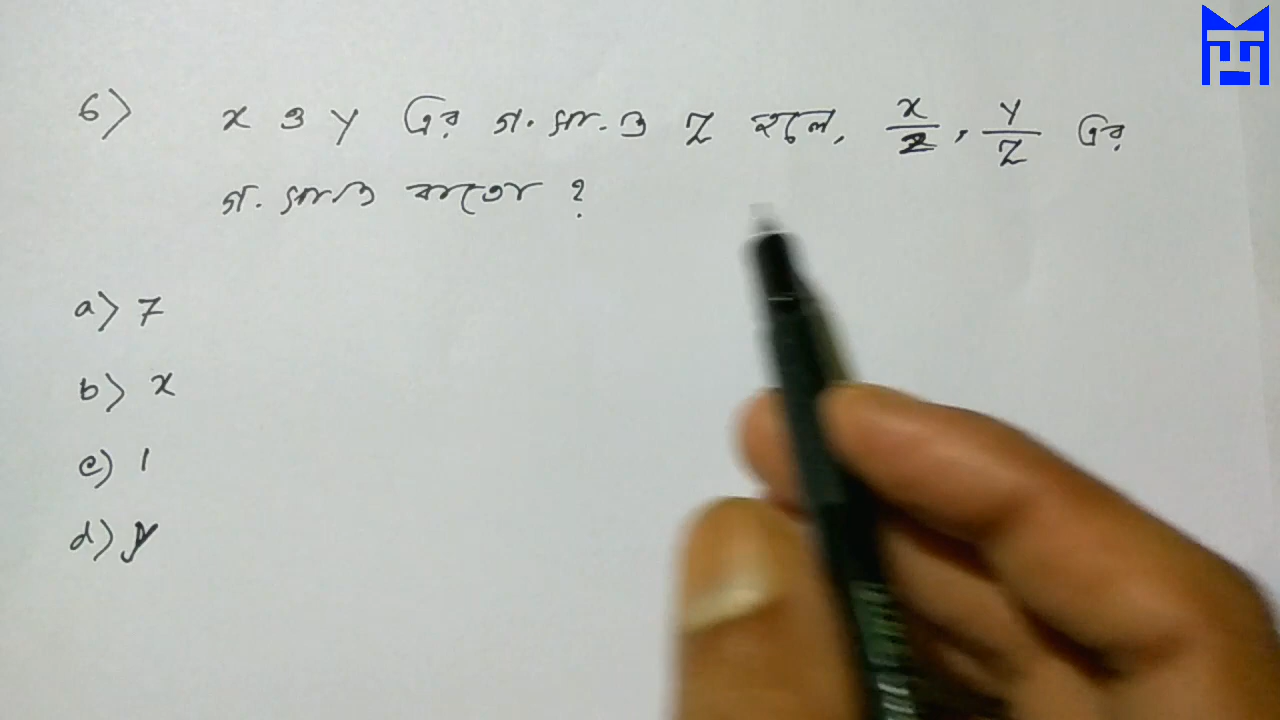 6) x ও y এর গ. সা. গু Z হলে, x/z, y/z এর
গ. সা. গু কতো ?
a) 7
b) x
c) 1
d) y